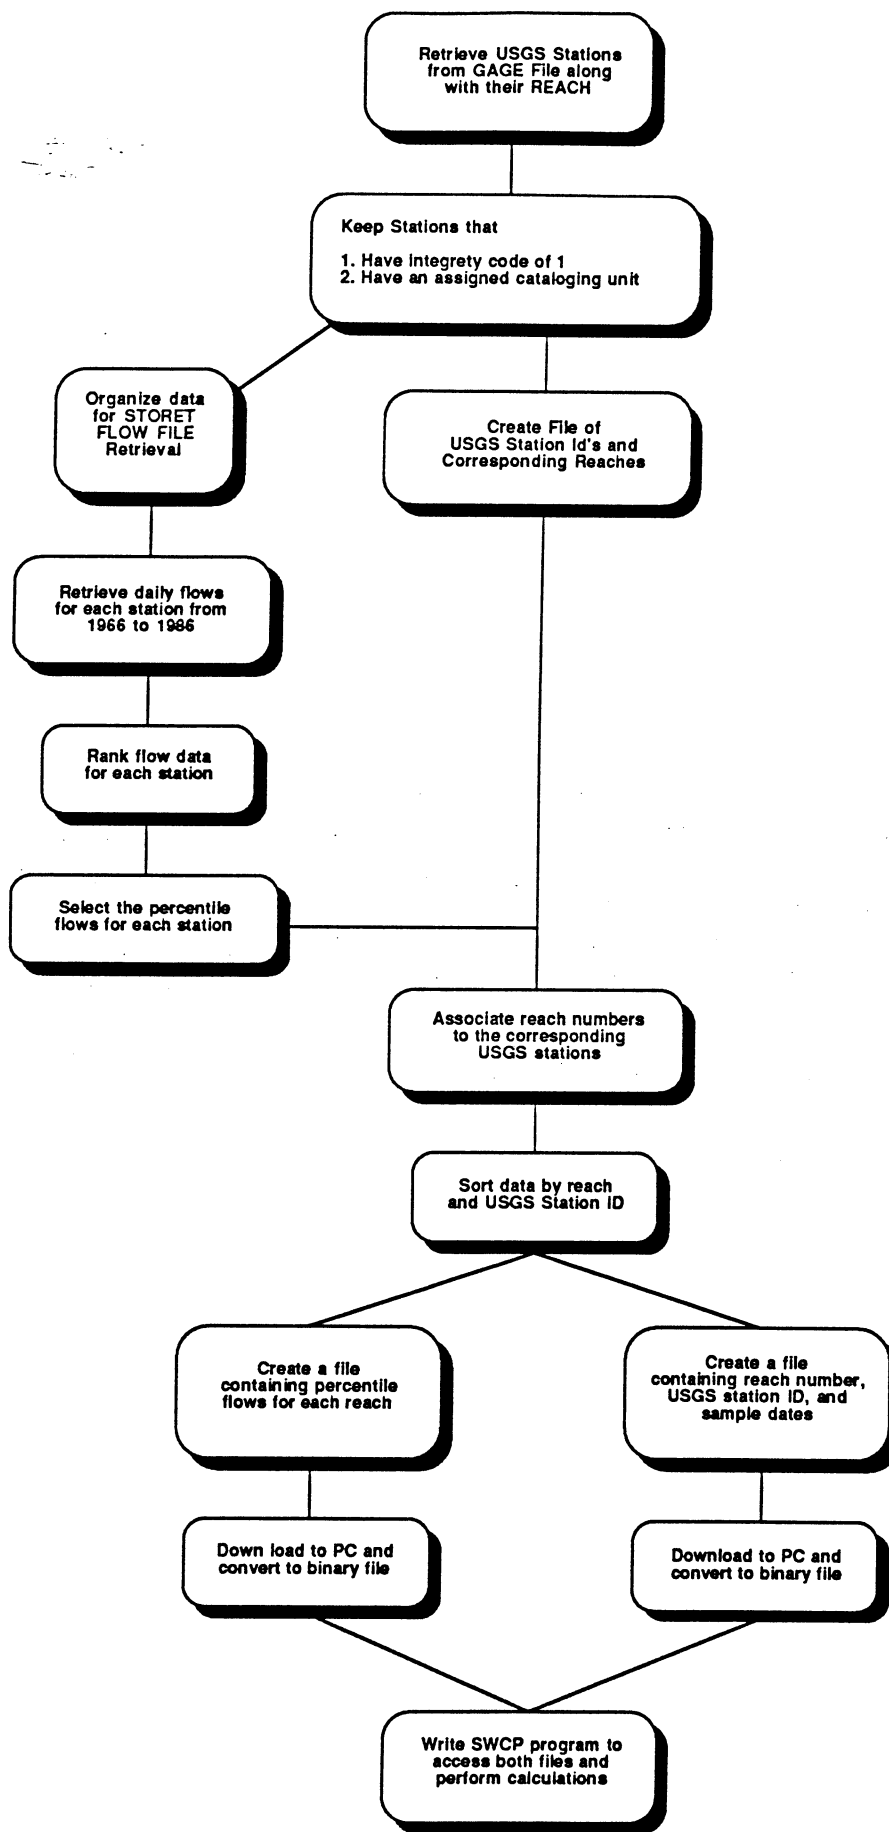 Retrieve USGS Stations
from GAGE File along
with their REACH
Keep Stations that
1. Have integrety code of 1
2. Have an assigned cataloging unit
Organize data
for STORET
FLOW FILE
Retrieval
Create File of
USGS Station Id's and
Corresponding Reaches
Retrieve daily flows
for each station from
1966 to 1986
Rank flow data
for each station
Select the percentile
flows for each station
Associate reach numbers
to the corresponding
USGS stations
Sort data by reach
and USGS Station ID
Create a file
containing percentile
flows for each reach
Create a file
containing reach number,
USGS station ID, and
sample dates
Down load to PC and
convert to binary file
Download to PC and
convert to binary file
Write SWCP program to
access both files and
perform calculations